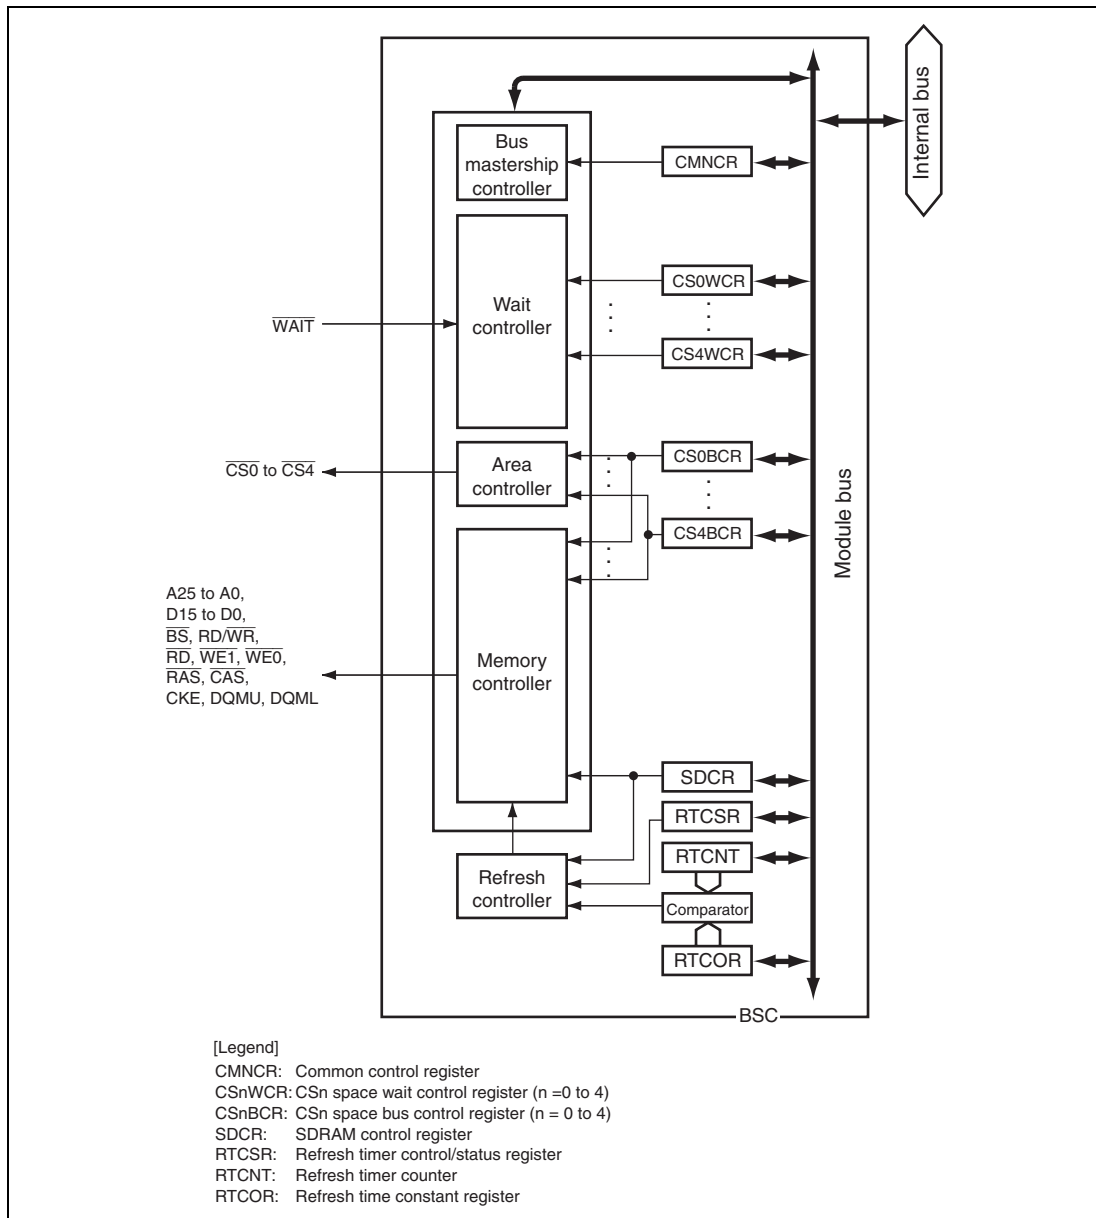 Internal bus
Bus
mastership
controller
CMNCR
Wait
controller
WAIT
CS0WCR
CS4WCR
CS0 to CS4
Area
controller
CS0BCR
CS4BCR
Module bus
A25 to A0,
D15 to D0,
BS, RD/WR,
RD, WE1, WE0,
RAS, CAS,
CKE, DQMU, DQML
Memory
controller
SDCR
RTCSR
RTCNT
Refresh
controller
Comparator
RTCOR
BSC
[Legend]
CMNCR: Common control register
CSnWCR: CSn space wait control register (n =0 to 4)
CSnBCR: CSn space bus control register (n = 0 to 4)
SDCR: SDRAM control register
RTCSR: Refresh timer control/status register
RTCNT: Refresh timer counter
RTCOR: Refresh time constant register